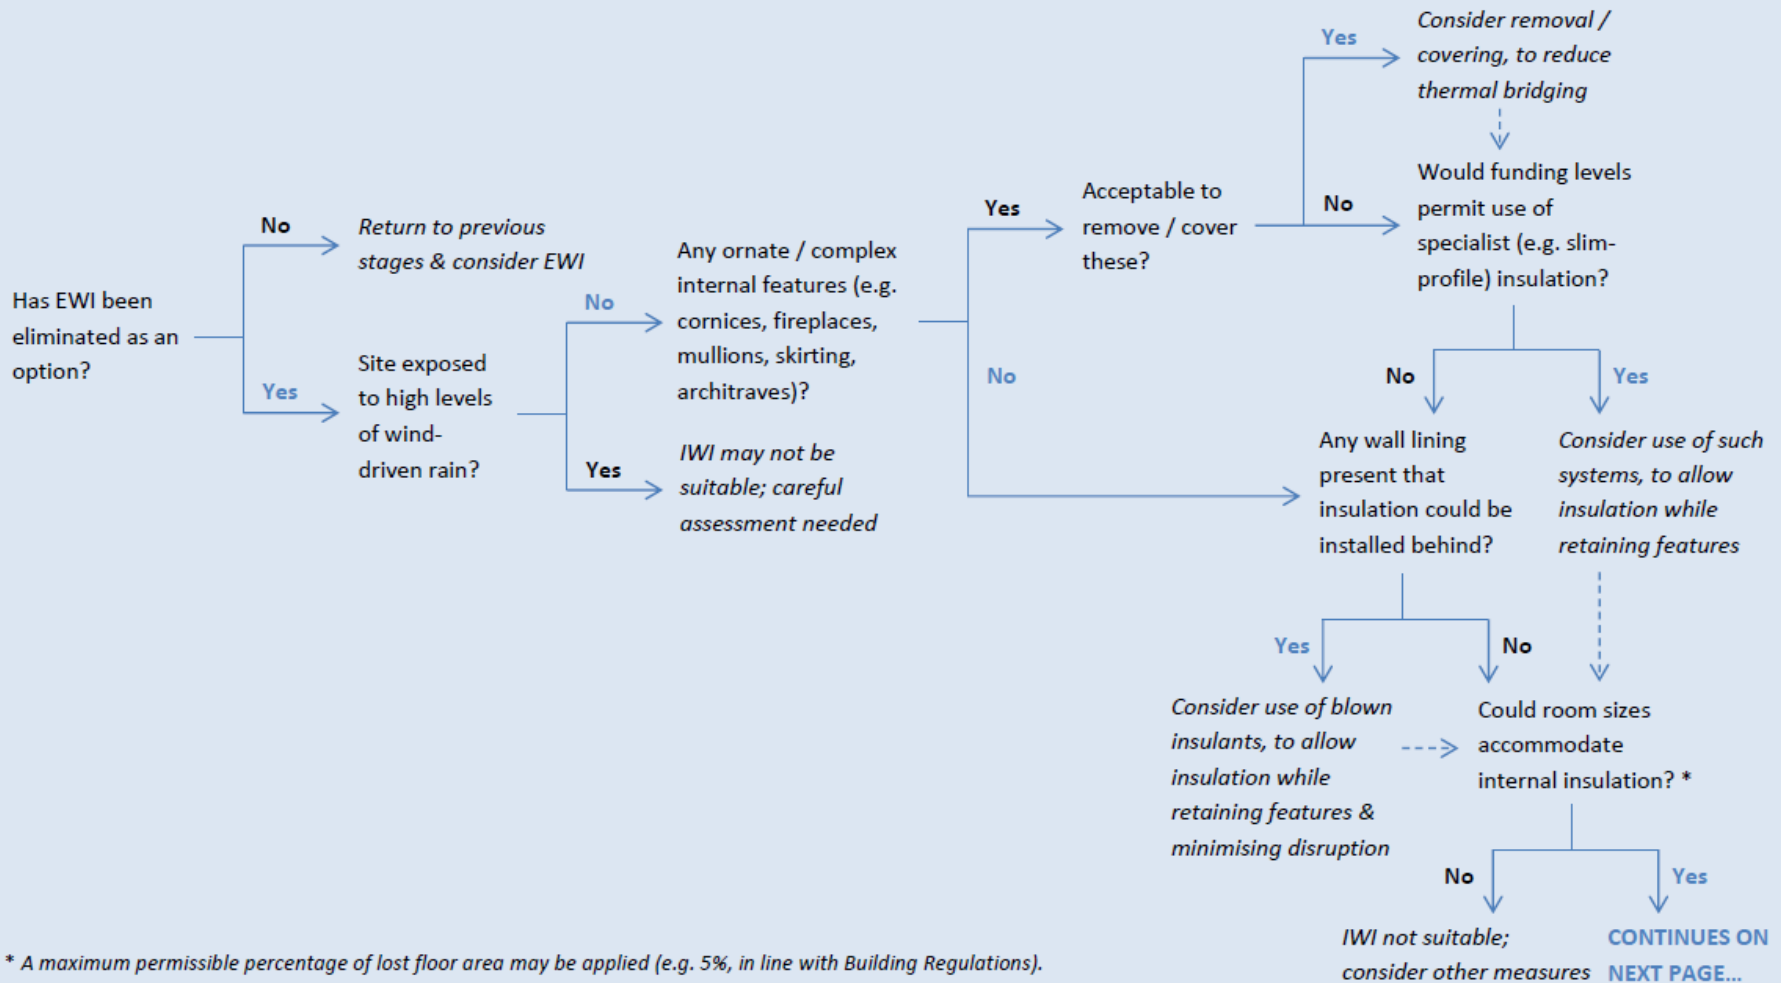 Has EWI been
eliminated as an
option?
No
Return to previous
stages & consider EWI
Yes
Site exposed
to high levels
of wind-
driven rain?
No
Any ornate / complex
internal features (e.g.
cornices, fireplaces,
mullions, skirting,
architraves)?
Yes
IWI may not be
suitable; careful
assessment needed
Yes
Acceptable to
remove / cover
these?
No
Yes
Consider removal /
covering, to reduce
thermal bridging
No
Would funding levels
permit use of
specialist (e.g. slim-
profile) insulation?
No
Yes
Any wall lining
present that
insulation could be
installed behind?
Consider use of such
systems, to allow
insulation while
retaining features
Yes
No
Consider use of blown
insulants, to allow
insulation while
retaining features &
minimising disruption
Could room sizes
accommodate
internal insulation? *
No
Yes
IWI not suitable;
consider other measures
CONTINUES ON
NEXT PAGE...
* A maximum permissible percentage of lost floor area may be applied (e.g. 5%, in line with Building Regulations).